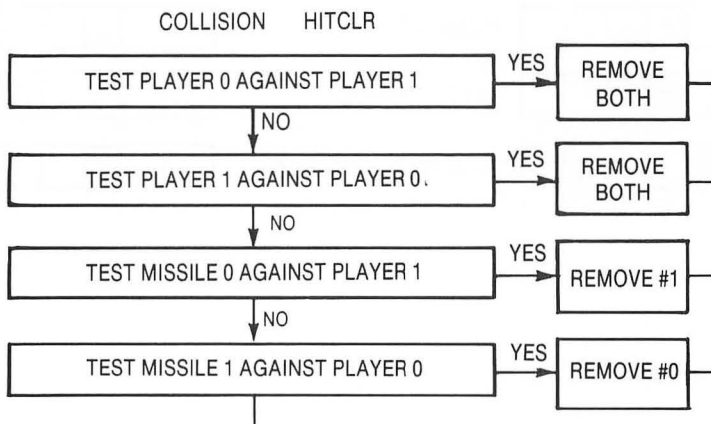 COLLISION HITCLR
TEST PLAYER 0 AGAINST PLAYER 1
YES
REMOVE
BOTH
NO
TEST PLAYER 1 AGAINST PLAYER 0.
YES
REMOVE
BOTH
NO
TEST MISSILE 0 AGAINST PLAYER 1
YES
REMOVE #1
NO
TEST MISSILE 1 AGAINST PLAYER 0
YES
REMOVE #0